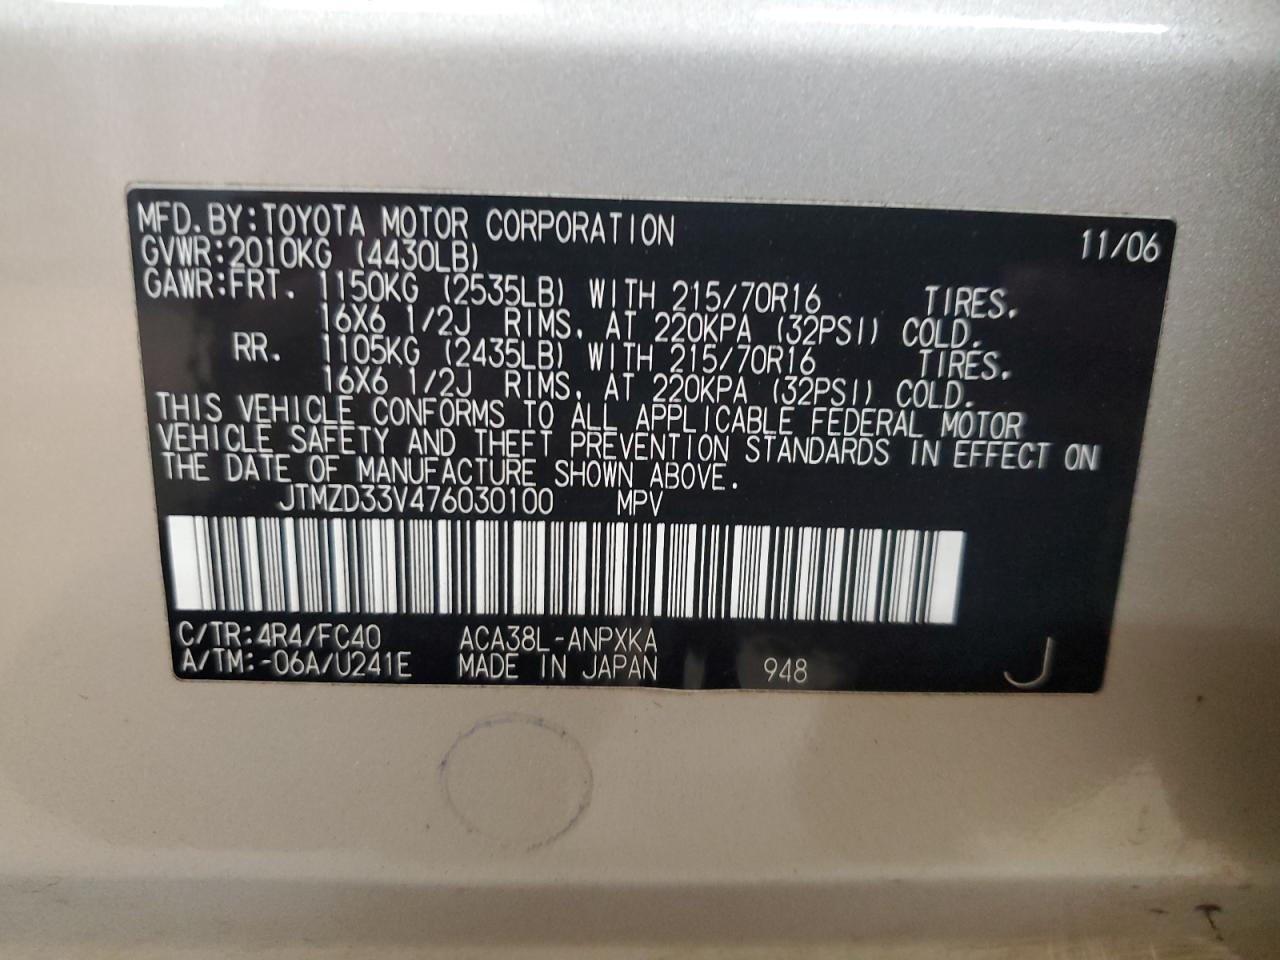 MFD. BY: TOYOTA MOTOR CORPORATION 11/06
GVWR: 2010KG (4430LB)
GAWR: FRT. 1150KG (2535LB) WITH 215/70R16 TIRES.
16X6 1/2J RIMS, AT 220KPA (32PSI) COLD.
RR. 1105KG (2435LB) WITH 215/70R16 TIRES.
16X6 1/2J RIMS, AT 220KPA (32PSI) COLD.
THIS VEHICLE CONFORMS TO ALL APPLICABLE FEDERAL MOTOR
VEHICLE SAFETY AND THEFT PREVENTION STANDARDS IN EFFECT ON
THE DATE OF MANUFACTURE SHOWN ABOVE.
JTMZD33V476030100 MPV
C/TR: 4R4/FC40 ACA38L-ANPXKA
A/TM: -06A/U241E MADE IN JAPAN 948 J